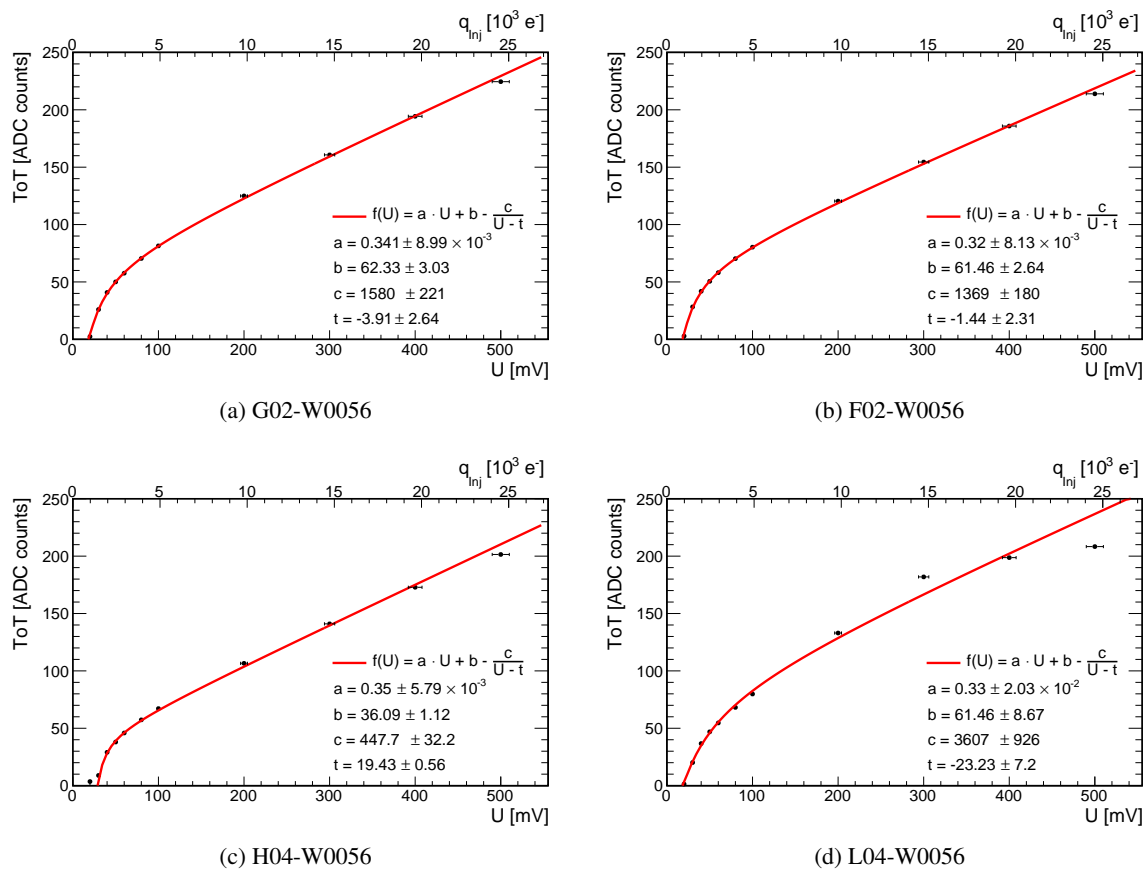 q_Inj [10³ e⁻]
0 5 10 15 20 25
ToT [ADC counts]
250
200
150
100
50
0
f(U) = a · U + b - c / (U - t)
a = 0.341 ± 8.99 × 10⁻³
b = 62.33 ± 3.03
c = 1580 ± 221
t = -3.91 ± 2.64
0 100 200 300 400 500
U [mV]
(a) G02-W0056
q_Inj [10³ e⁻]
0 5 10 15 20 25
ToT [ADC counts]
250
200
150
100
50
0
f(U) = a · U + b - c / (U - t)
a = 0.32 ± 8.13 × 10⁻³
b = 61.46 ± 2.64
c = 1369 ± 180
t = -1.44 ± 2.31
0 100 200 300 400 500
U [mV]
(b) F02-W0056
q_Inj [10³ e⁻]
0 5 10 15 20 25
ToT [ADC counts]
250
200
150
100
50
0
f(U) = a · U + b - c / (U - t)
a = 0.35 ± 5.79 × 10⁻³
b = 36.09 ± 1.12
c = 447.7 ± 32.2
t = 19.43 ± 0.56
0 100 200 300 400 500
U [mV]
(c) H04-W0056
q_Inj [10³ e⁻]
0 5 10 15 20 25
ToT [ADC counts]
250
200
150
100
50
0
f(U) = a · U + b - c / (U - t)
a = 0.33 ± 2.03 × 10⁻²
b = 61.46 ± 8.67
c = 3607 ± 926
t = -23.23 ± 7.2
0 100 200 300 400 500
U [mV]
(d) L04-W0056